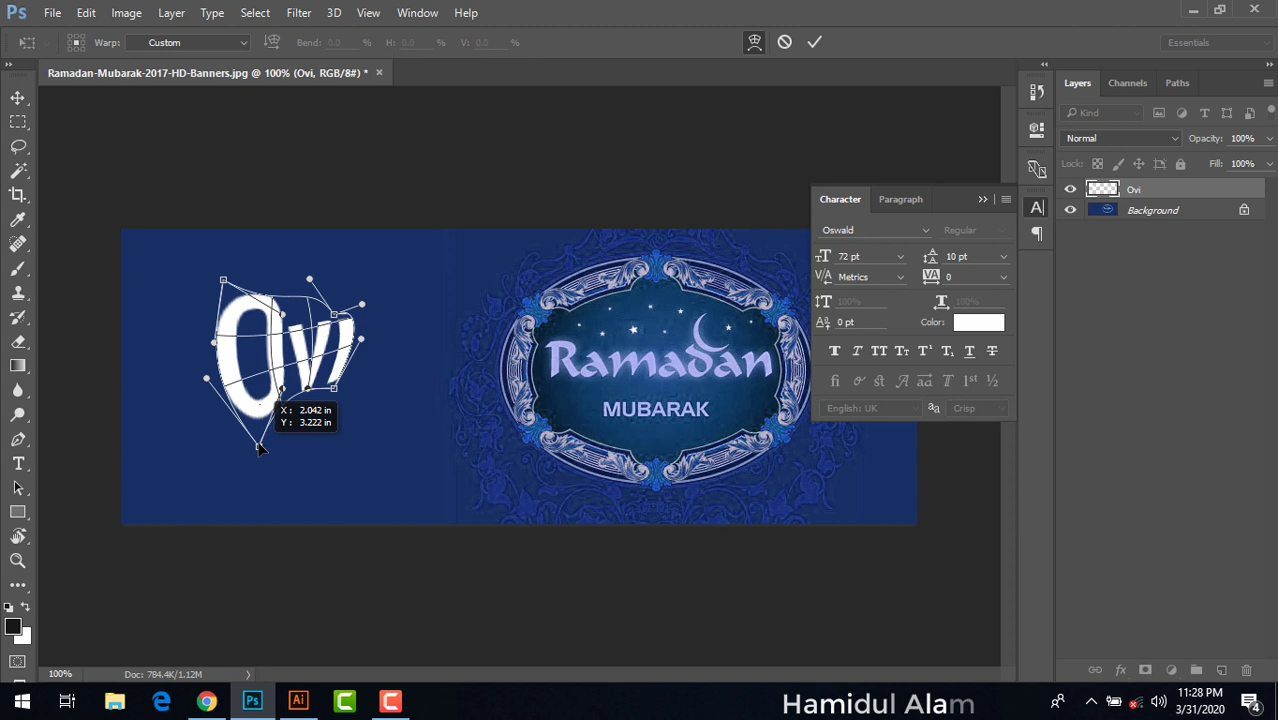 Ps File Edit Image Layer Type Select Filter 3D View Window Help
Warp: Custom Bend: 0.0 % H: 0.0 % V: 0.0 % Essentials
Ramadan-Mubarak-2017-HD-Banners.jpg @ 100% (Ovi, RGB/8#) * ×
Layers Channels Paths
Kind
Normal Opacity: 100%
Lock: Fill: 100%
Ovi
Background
Character Paragraph
Oswald Regular
72 pt 10 pt
Metrics 0
100% 100%
0 pt Color:
English: UK aa Crisp
Ovi
X: 2.042 in
Y: 3.222 in
Ramadan
MUBARAK
100% Doc: 784.4K/1.12M
Ps Ai
Hamidul Alam
11:28 PM
3/31/2020
4